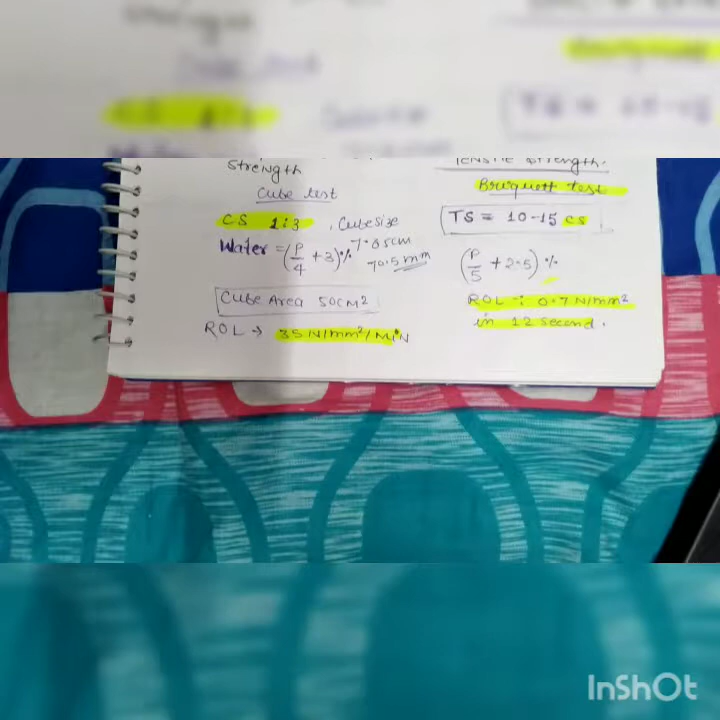 Strength
Cube test
CS 1:3 , Cube size
7.05cm
Water = (P/4 + 3)% 70.5mm
Cube Area 50CM²
ROL → 35 N/mm²/MiN
Tensile Strength.
Briquett test
TS = 10-15 CS
(P/5 + 2.5) %
ROL : 0.7 N/mm²
in 12 second.
InShOt